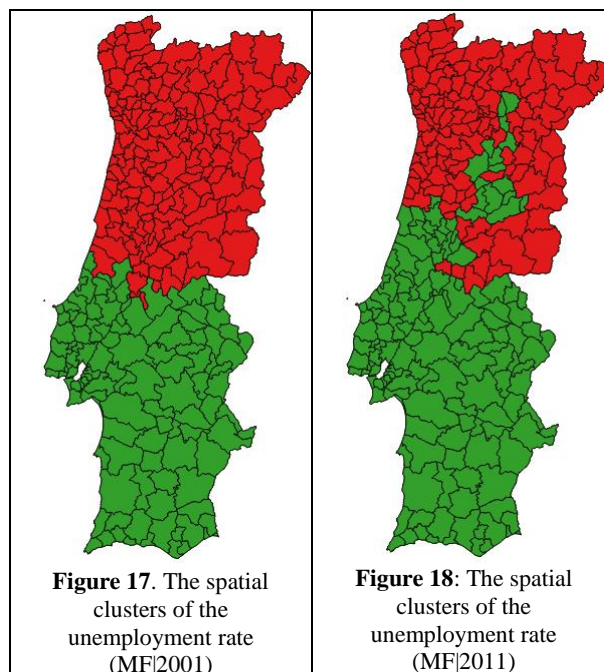 Figure 17. The spatial
clusters of the
unemployment rate
(MF|2001)
Figure 18: The spatial
clusters of the
unemployment rate
(MF|2011)